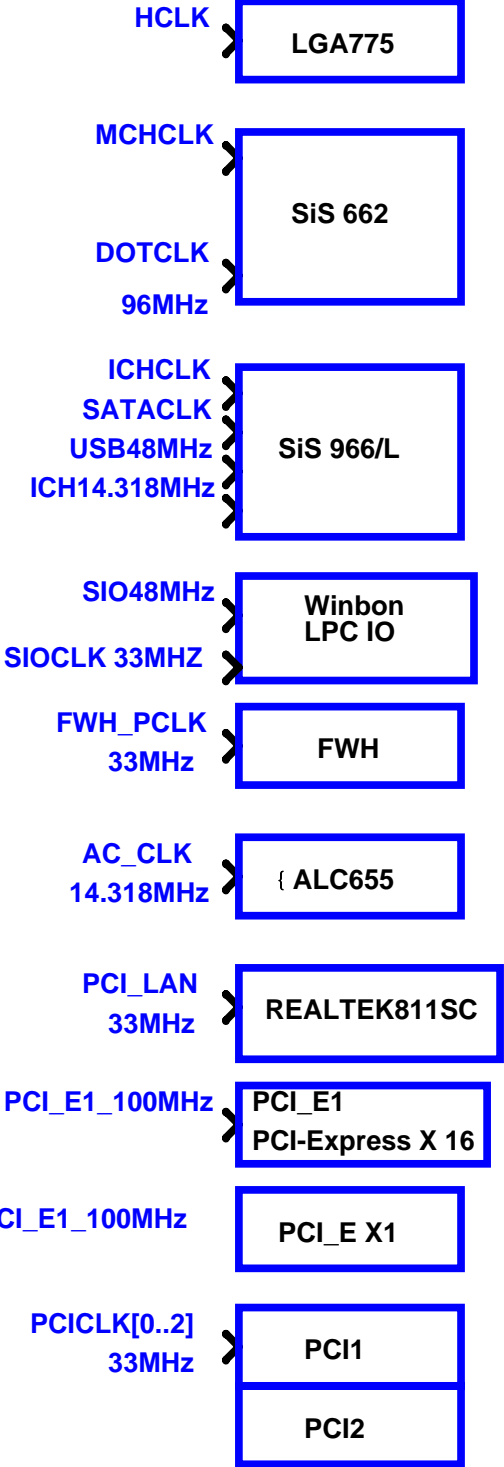 HCLK
LGA775
MCHCLK
SiS 662
DOTCLK
96MHz
ICHCLK
SATACLK
USB48MHz
SiS 966/L
ICH14.318MHz
SIO48MHz
Winbon
LPC IO
SIOCLK 33MHZ
FWH_PCLK
33MHz
FWH
AC_CLK
14.318MHz
{ ALC655
PCI_LAN
33MHz
REALTEK811SC
PCI_E1_100MHz
PCI_E1
PCI-Express X 16
CI_E1_100MHz
PCI_E X1
PCICLK[0..2]
33MHz
PCI1
PCI2